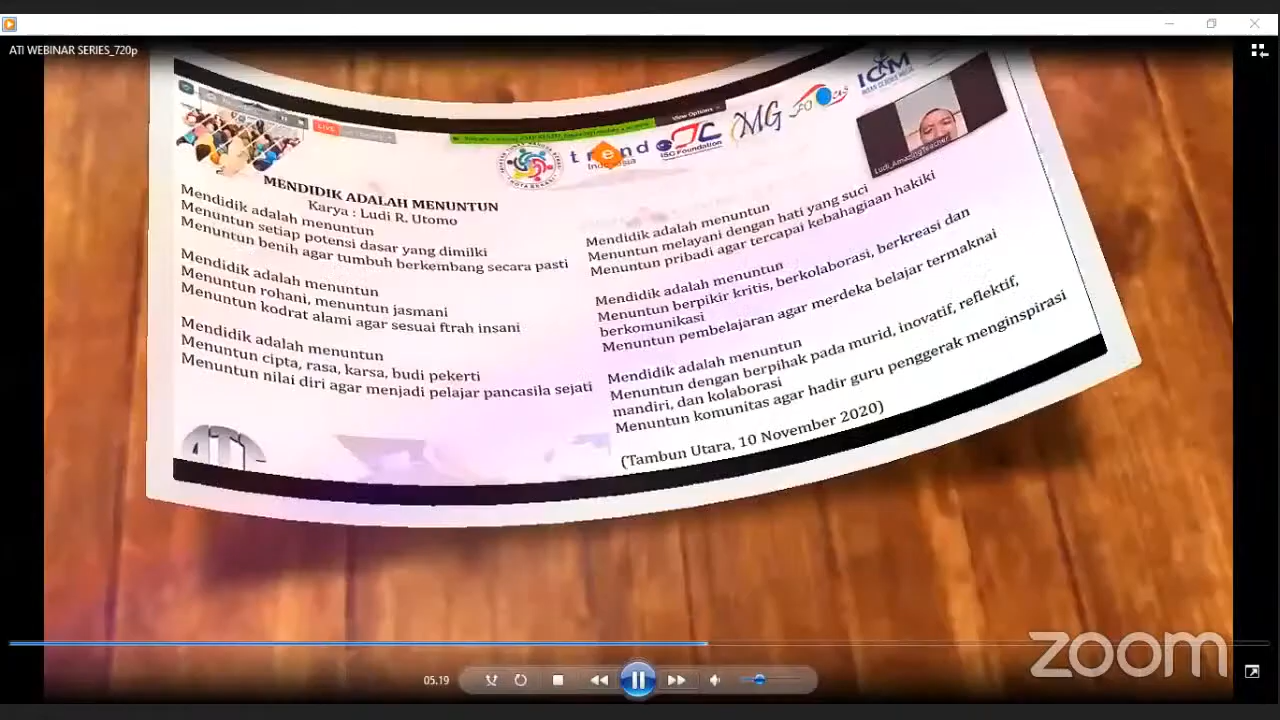 ATI WEBINAR SERIES_720p
LIVE
View Options
trend
Indonesia
ISC Foundation
MG
ICM
Ludi_AmazingTeacher
MENDIDIK ADALAH MENUNTUN
Karya : Ludi R. Utomo
Mendidik adalah menuntun
Menuntun setiap potensi dasar yang dimilki
Menuntun benih agar tumbuh berkembang secara pasti
Mendidik adalah menuntun
Menuntun rohani, menuntun jasmani
Menuntun kodrat alami agar sesuai ftrah insani
Mendidik adalah menuntun
Menuntun cipta, rasa, karsa, budi pekerti
Menuntun nilai diri agar menjadi pelajar pancasila sejati
Mendidik adalah menuntun
Menuntun melayani dengan hati yang suci
Menuntun pribadi agar tercapai kebahagiaan hakiki
Mendidik adalah menuntun
Menuntun berpikir kritis, berkolaborasi, berkreasi dan
berkomunikasi
Menuntun pembelajaran agar merdeka belajar termaknai
Mendidik adalah menuntun
Menuntun dengan berpihak pada murid, inovatif, reflektif,
mandiri, dan kolaborasi
Menuntun komunitas agar hadir guru penggerak menginspirasi
(Tambun Utara, 10 November 2020)
ATI
05.19
zoom